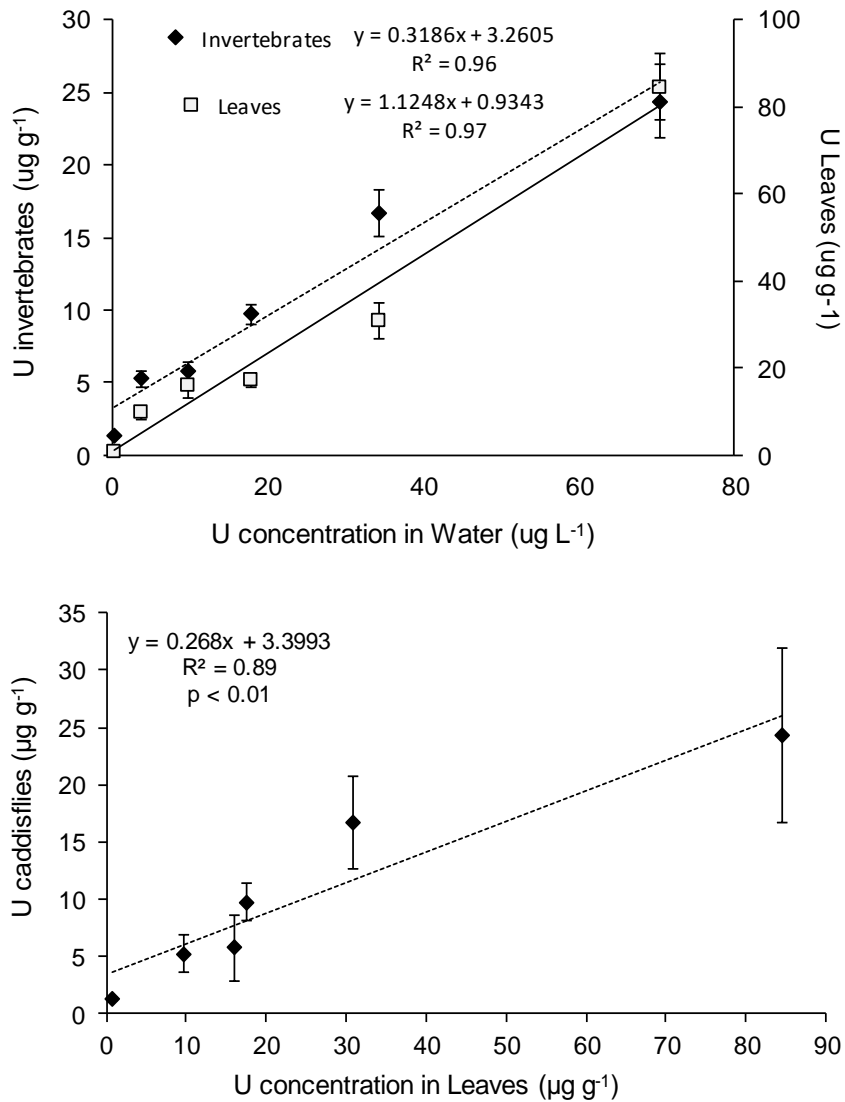 30
25
20
15
10
5
0
U invertebrates (ug g-1)
Invertebrates
y = 0.3186x + 3.2605
R² = 0.96
Leaves
y = 1.1248x + 0.9343
R² = 0.97
100
80
60
40
20
0
U Leaves (ug g-1)
0 20 40 60 80
U concentration in Water (ug L-1)
35
30
25
20
15
10
5
0
U caddisflies (µg g-1)
y = 0.268x + 3.3993
R² = 0.89
p < 0.01
0 10 20 30 40 50 60 70 80 90
U concentration in Leaves (µg g-1)